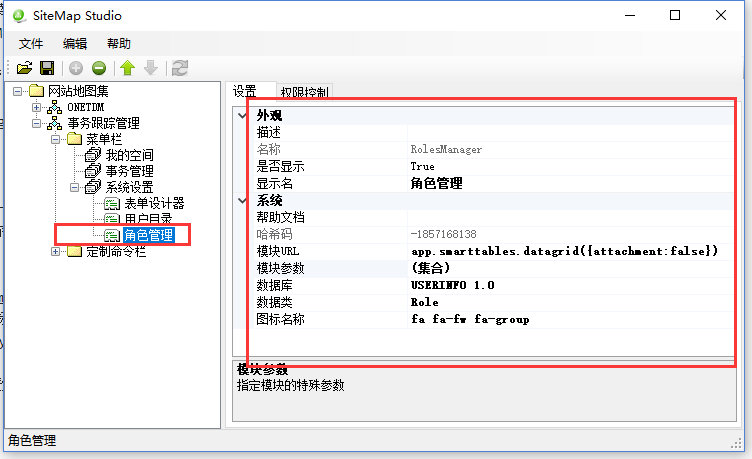 SiteMap Studio
文件 编辑 帮助
网站地图集
ONETDM
事务跟踪管理
菜单栏
我的空间
事务管理
系统设置
表单设计器
用户目录
角色管理
定制命令栏
设置 权限控制
外观
描述
名称 RolesManager
是否显示 True
显示名 角色管理
系统
帮助文档
哈希码 -1857168138
模块URL app.smarttables.datagrid({attachment:false})
模块参数 (集合)
数据库 USERINFO 1.0
数据类 Role
图标名称 fa fa-fw fa-group
模块参数
指定模块的特殊参数
角色管理